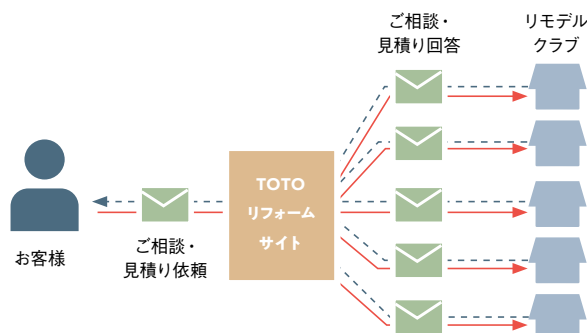 ご相談・
見積り回答
リモデル
クラブ
TOTO
リフォーム
サイト
お客様
ご相談・
見積り依頼